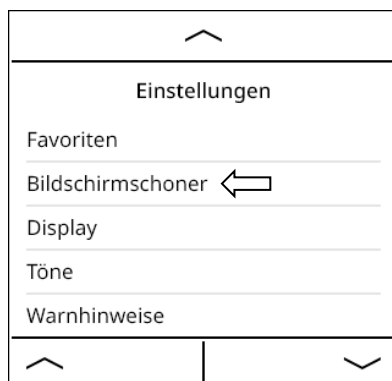 Einstellungen
Favoriten
Bildschirmschoner
Display
Töne
Warnhinweise